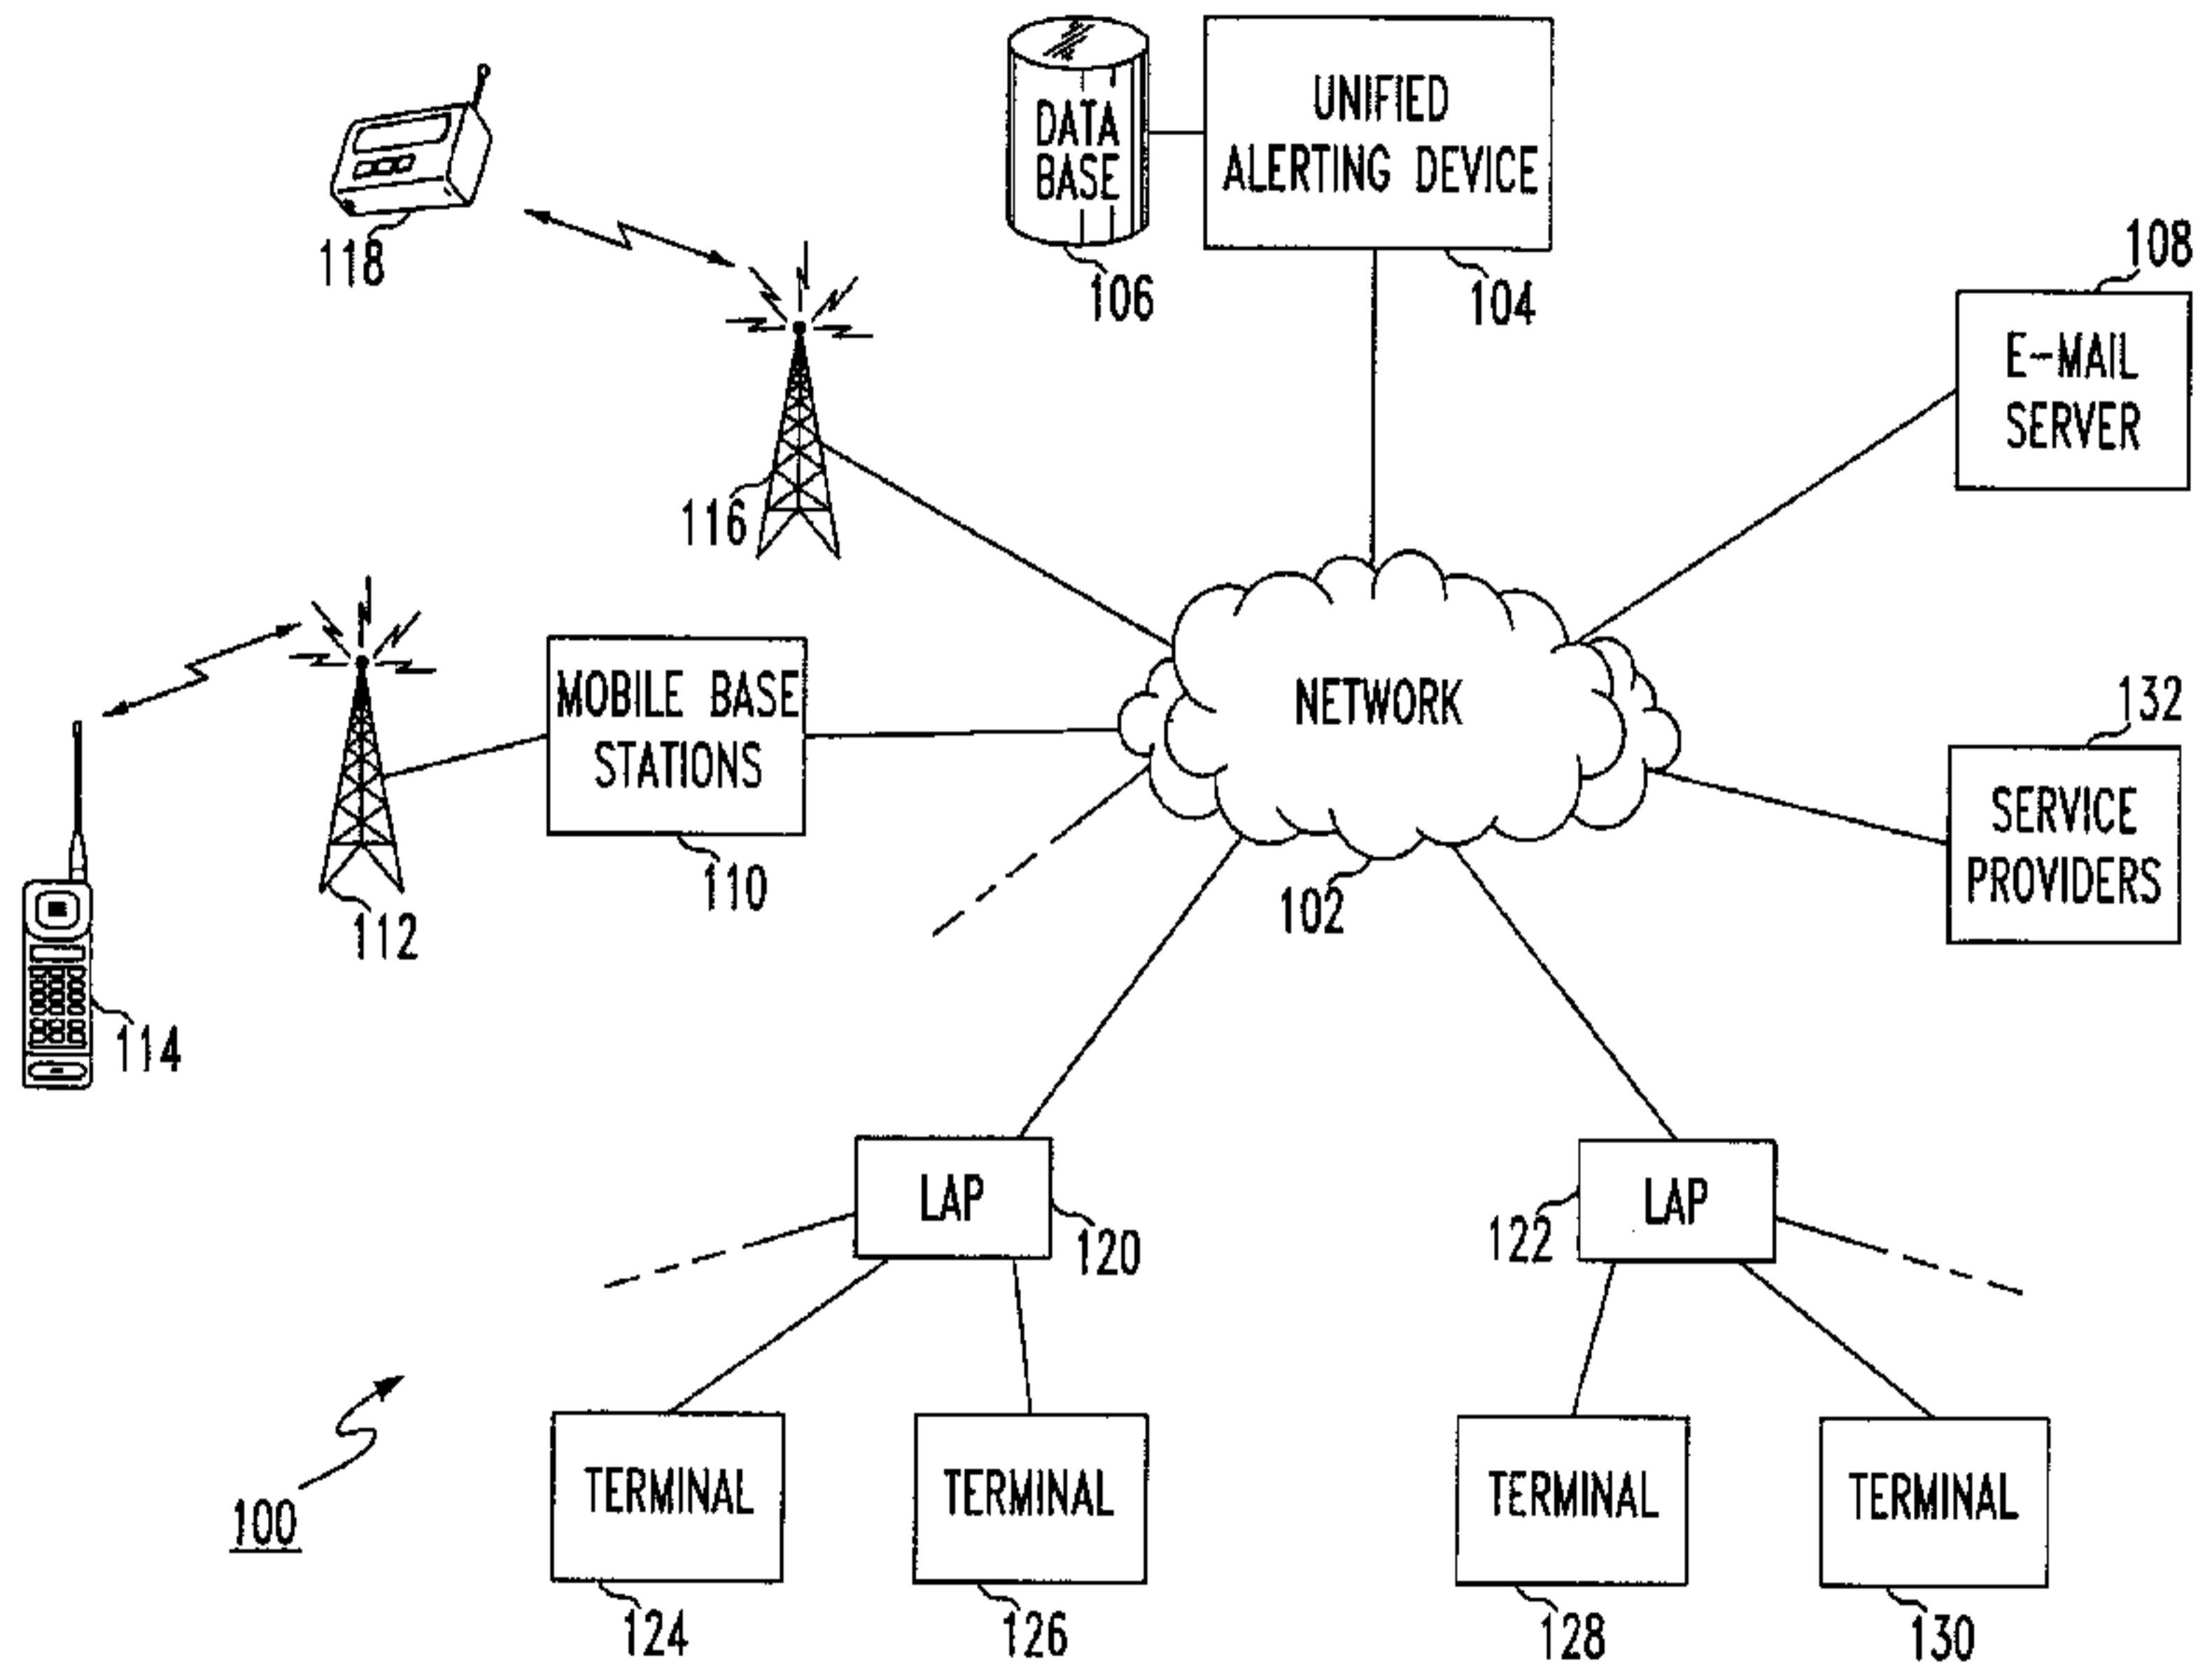 DATA
BASE
UNIFIED
ALERTING DEVICE
106
104
118
108
E-MAIL
SERVER
116
MOBILE BASE
STATIONS
110
112
114
NETWORK
102
132
SERVICE
PROVIDERS
LAP
120
122
LAP
100
TERMINAL
124
TERMINAL
126
TERMINAL
128
TERMINAL
130